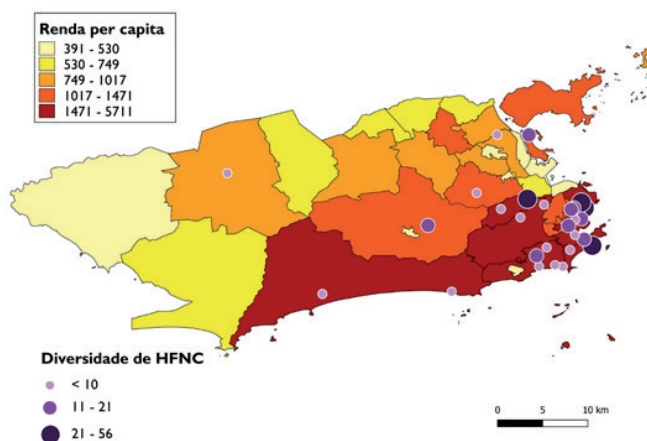 Renda per capita
391 - 530
530 - 749
749 - 1017
1017 - 1471
1471 - 5711
Diversidade de HFNC
< 10
11 - 21
21 - 56
0 5 10 km